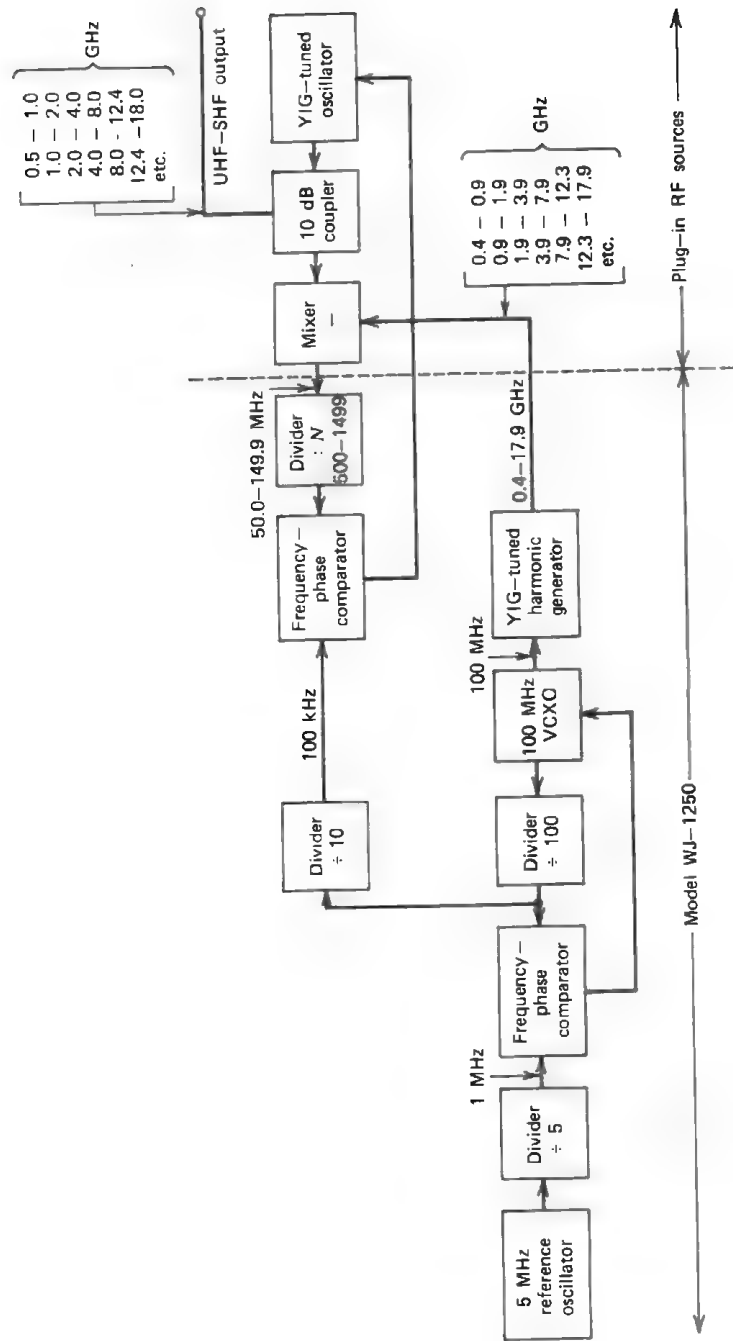 0.5 – 1.0
1.0 – 2.0
2.0 – 4.0
4.0 – 8.0
8.0 - 12.4
12.4 –18.0
etc.
GHz
UHF–SHF output
50.0–149.9 MHz
100 kHz
Divider
÷ 10
Frequency–
phase
comparator
Divider
: N
500–1499
Mixer
–
10 dB
coupler
YIG–tuned
oscillator
0.4 – 0.9
0.9 – 1.9
1.9 – 3.9
3.9 – 7.9
7.9 – 12.3
12.3 – 17.9
etc.
GHz
1 MHz
100 MHz
0.4–17.9 GHz
5 MHz
reference
oscillator
Divider
÷ 5
Frequency–
phase
comparator
Divider
÷ 100
100 MHz
VCXO
YIG–tuned
harmonic
generator
Model WJ–1250
Plug–in RF sources